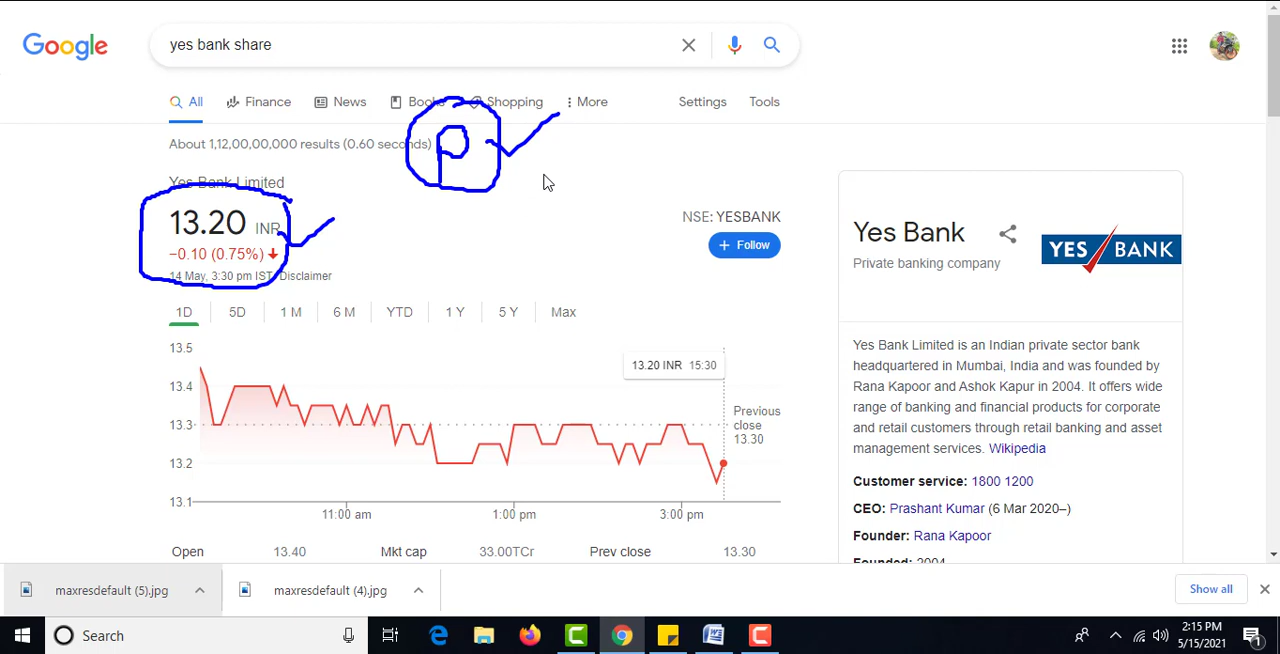 Google
yes bank share
All Finance News Books Shopping More Settings Tools
About 1,12,00,00,000 results (0.60 seconds)
P
Yes Bank Limited
13.20 INR
−0.10 (0.75%)
14 May, 3:30 pm IST Disclaimer
NSE: YESBANK
+ Follow
1D 5D 1 M 6 M YTD 1 Y 5 Y Max
13.5
13.4
13.3
13.2
13.1
13.20 INR 15:30
Previous
close
13.30
11:00 am 1:00 pm 3:00 pm
Open 13.40 Mkt cap 33.00TCr Prev close 13.30
Yes Bank
Private banking company
YES BANK
Yes Bank Limited is an Indian private sector bank
headquartered in Mumbai, India and was founded by
Rana Kapoor and Ashok Kapur in 2004. It offers wide
range of banking and financial products for corporate
and retail customers through retail banking and asset
management services. Wikipedia
Customer service: 1800 1200
CEO: Prashant Kumar (6 Mar 2020–)
Founder: Rana Kapoor
Founded: 2004
maxresdefault (5).jpg
maxresdefault (4).jpg
Show all
Search
2:15 PM
5/15/2021
1